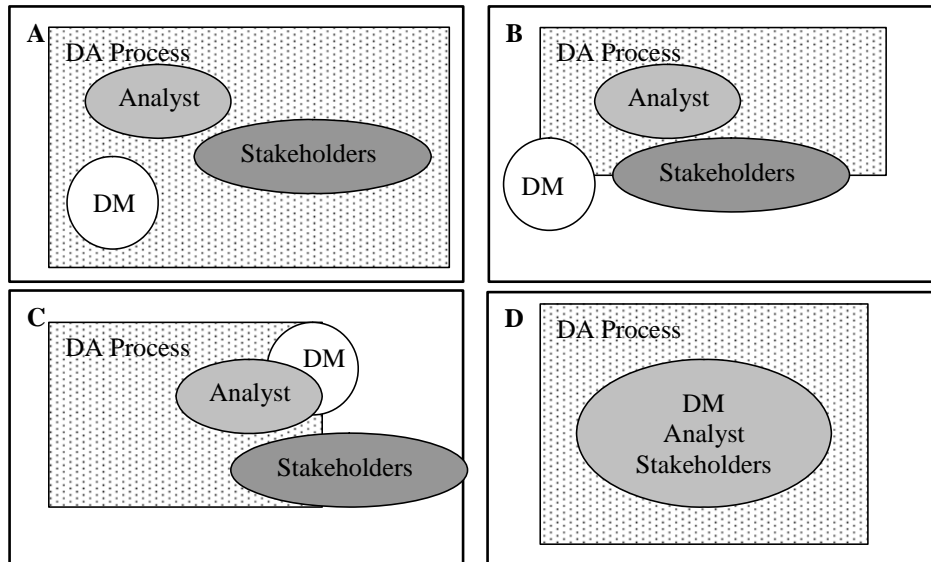 A
DA Process
Analyst
Stakeholders
DM
B
DA Process
Analyst
Stakeholders
DM
C
DA Process
DM
Analyst
Stakeholders
D
DA Process
DM
Analyst
Stakeholders